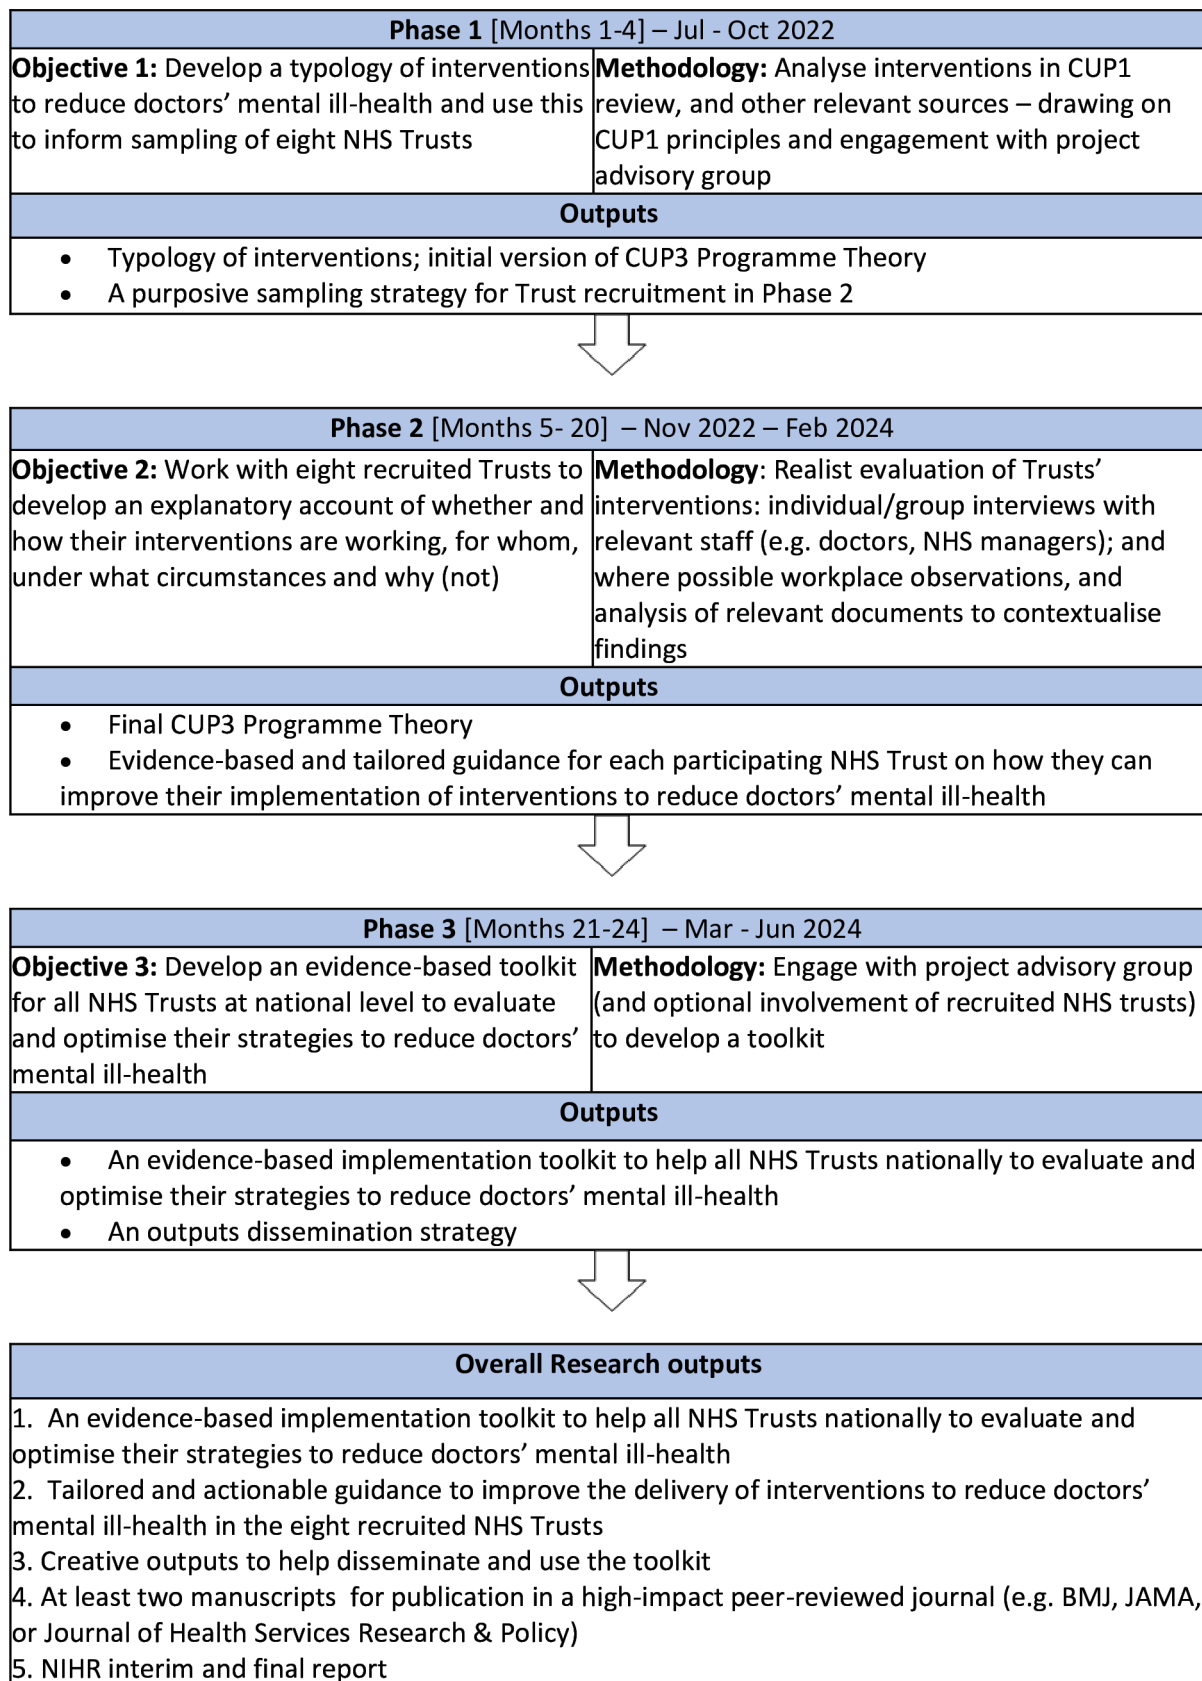 Phase 1 [Months 1-4] – Jul - Oct 2022
Objective 1: Develop a typology of interventions
to reduce doctors’ mental ill-health and use this
to inform sampling of eight NHS Trusts
Methodology: Analyse interventions in CUP1
review, and other relevant sources – drawing on
CUP1 principles and engagement with project
advisory group
Outputs
• Typology of interventions; initial version of CUP3 Programme Theory
• A purposive sampling strategy for Trust recruitment in Phase 2
Phase 2 [Months 5- 20] – Nov 2022 – Feb 2024
Objective 2: Work with eight recruited Trusts to
develop an explanatory account of whether and
how their interventions are working, for whom,
under what circumstances and why (not)
Methodology: Realist evaluation of Trusts’
interventions: individual/group interviews with
relevant staff (e.g. doctors, NHS managers); and
where possible workplace observations, and
analysis of relevant documents to contextualise
findings
Outputs
• Final CUP3 Programme Theory
• Evidence-based and tailored guidance for each participating NHS Trust on how they can
improve their implementation of interventions to reduce doctors’ mental ill-health
Phase 3 [Months 21-24] – Mar - Jun 2024
Objective 3: Develop an evidence-based toolkit
for all NHS Trusts at national level to evaluate
and optimise their strategies to reduce doctors’
mental ill-health
Methodology: Engage with project advisory group
(and optional involvement of recruited NHS trusts)
to develop a toolkit
Outputs
• An evidence-based implementation toolkit to help all NHS Trusts nationally to evaluate and
optimise their strategies to reduce doctors’ mental ill-health
• An outputs dissemination strategy
Overall Research outputs
1. An evidence-based implementation toolkit to help all NHS Trusts nationally to evaluate and
optimise their strategies to reduce doctors’ mental ill-health
2. Tailored and actionable guidance to improve the delivery of interventions to reduce doctors’
mental ill-health in the eight recruited NHS Trusts
3. Creative outputs to help disseminate and use the toolkit
4. At least two manuscripts for publication in a high-impact peer-reviewed journal (e.g. BMJ, JAMA,
or Journal of Health Services Research & Policy)
5. NIHR interim and final report